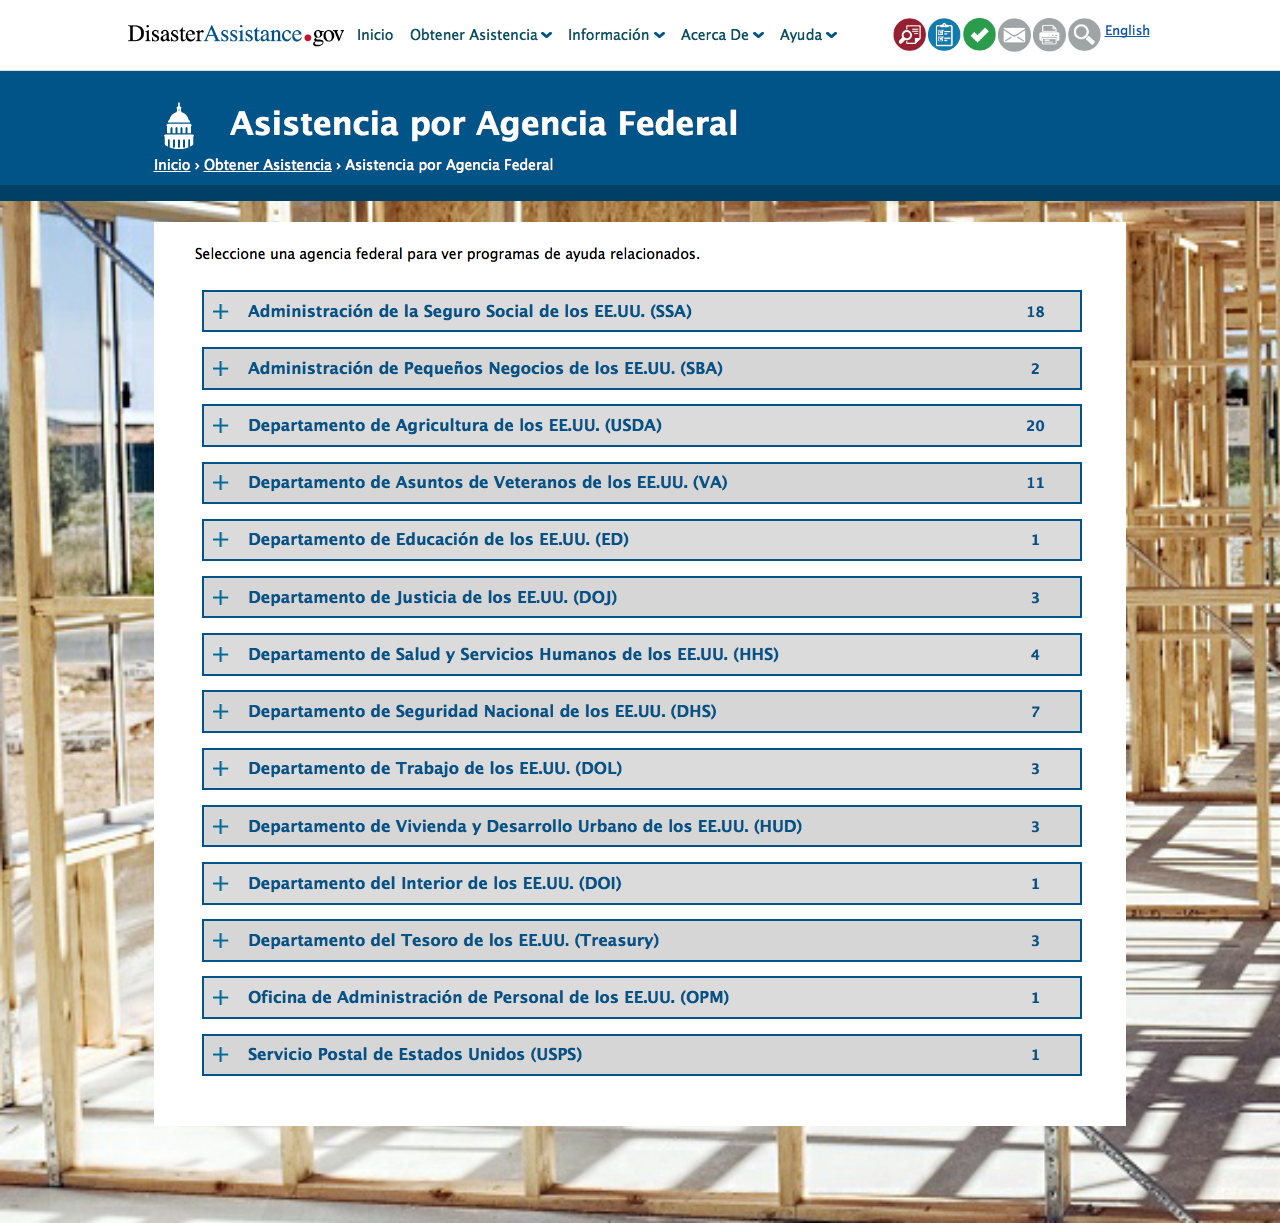 DisasterAssistance.gov Inicio Obtener Asistencia Información Acerca De Ayuda English
Asistencia por Agencia Federal
Inicio › Obtener Asistencia › Asistencia por Agencia Federal
Seleccione una agencia federal para ver programas de ayuda relacionados.
Administración de la Seguro Social de los EE.UU. (SSA) 18
Administración de Pequeños Negocios de los EE.UU. (SBA) 2
Departamento de Agricultura de los EE.UU. (USDA) 20
Departamento de Asuntos de Veteranos de los EE.UU. (VA) 11
Departamento de Educación de los EE.UU. (ED) 1
Departamento de Justicia de los EE.UU. (DOJ) 3
Departamento de Salud y Servicios Humanos de los EE.UU. (HHS) 4
Departamento de Seguridad Nacional de los EE.UU. (DHS) 7
Departamento de Trabajo de los EE.UU. (DOL) 3
Departamento de Vivienda y Desarrollo Urbano de los EE.UU. (HUD) 3
Departamento del Interior de los EE.UU. (DOI) 1
Departamento del Tesoro de los EE.UU. (Treasury) 3
Oficina de Administración de Personal de los EE.UU. (OPM) 1
Servicio Postal de Estados Unidos (USPS) 1